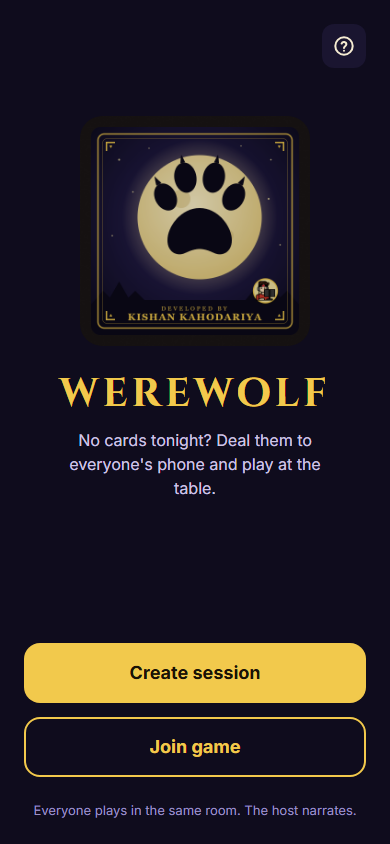 DEVELOPED BY
KISHAN KAHODARIYA
WEREWOLF
No cards tonight? Deal them to
everyone's phone and play at the
table.
Create session
Join game
Everyone plays in the same room. The host narrates.